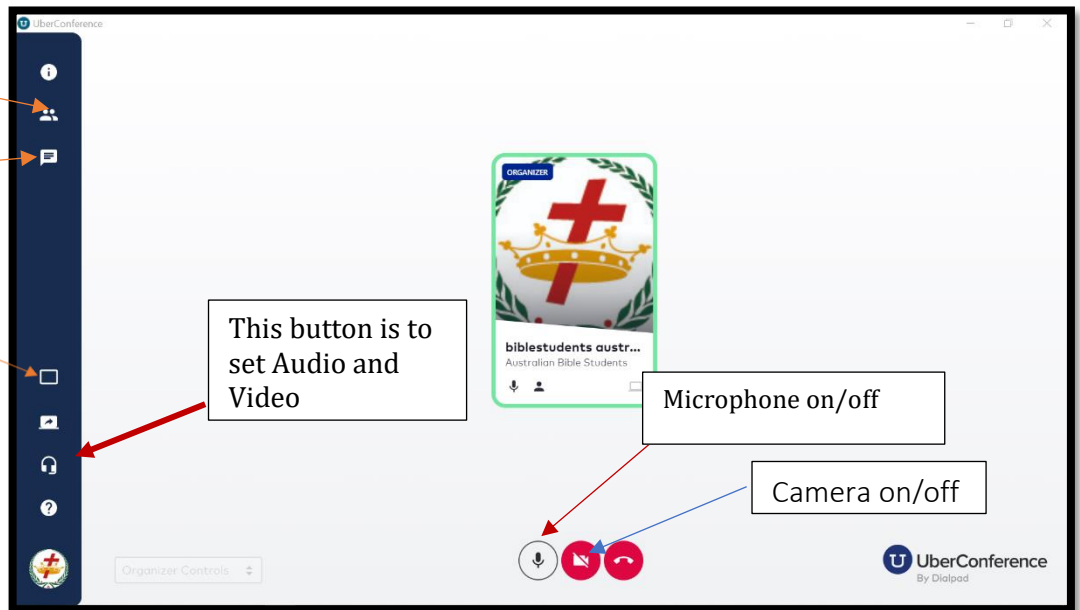 UberConference
ORGANIZER
biblestudents austr...
Australian Bible Students
This button is to
set Audio and
Video
Microphone on/off
Camera on/off
Organizer Controls
UberConference
By Dialpad